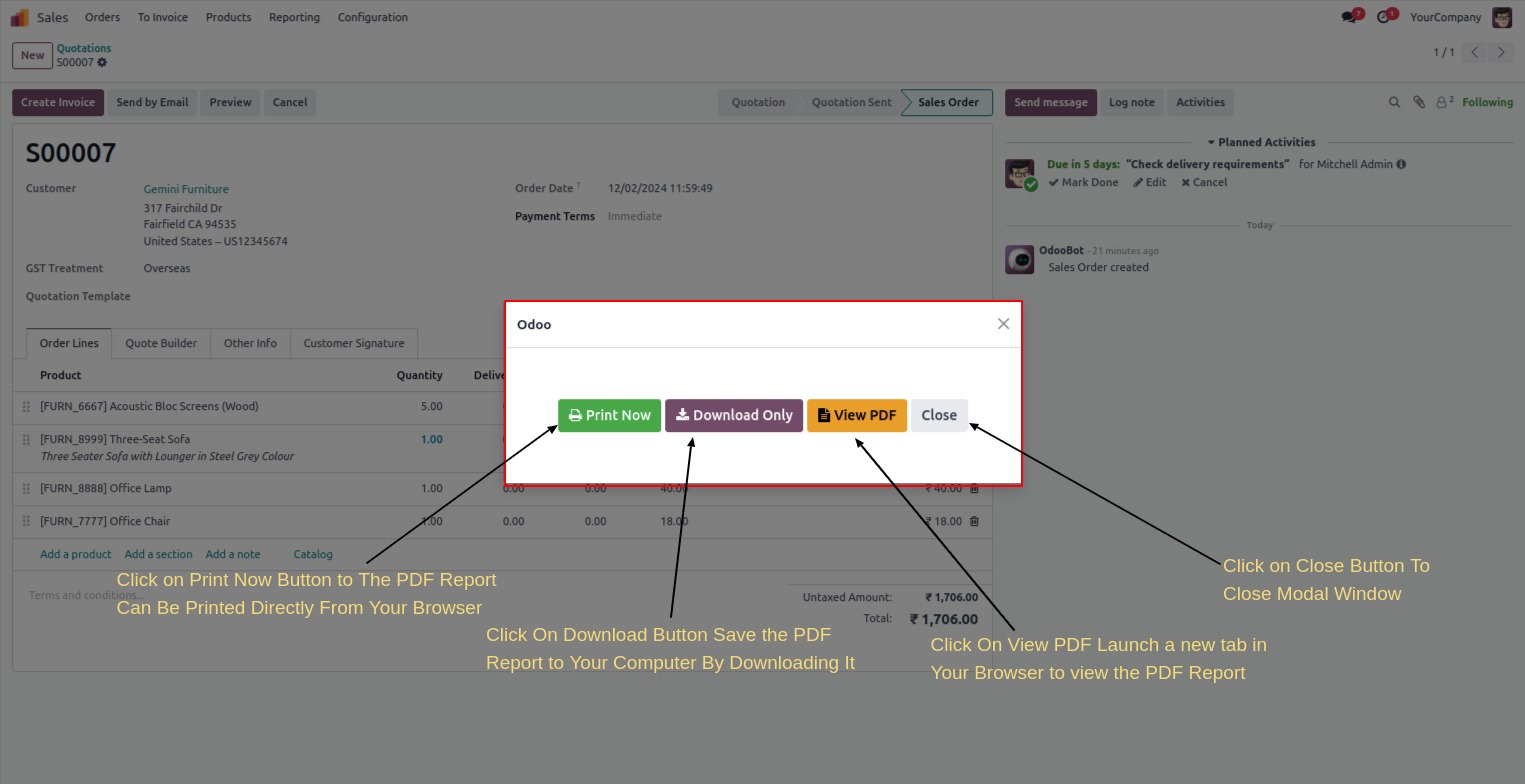 Sales Orders To Invoice Products Reporting Configuration
7 1 YourCompany
New Quotations
S00007
1 / 1
Create Invoice Send by Email Preview Cancel
Quotation Quotation Sent Sales Order
Send message Log note Activities
2 Following
S00007
Customer Gemini Furniture
317 Fairchild Dr
Fairfield CA 94535
United States – US12345674
GST Treatment Overseas
Quotation Template
Order Date ? 12/02/2024 11:59:49
Payment Terms Immediate
Planned Activities
Due in 5 days: “Check delivery requirements” for Mitchell Admin
Mark Done Edit Cancel
Today
OdooBot - 21 minutes ago
Sales Order created
Order Lines Quote Builder Other Info Customer Signature
Product Quantity
[FURN_6667] Acoustic Bloc Screens (Wood) 5.00
[FURN_8999] Three-Seat Sofa 1.00
Three Seater Sofa with Lounger in Steel Grey Colour
[FURN_8888] Office Lamp 1.00 0.00 0.00 40.00 ₹ 40.00
[FURN_7777] Office Chair 1.00 0.00 0.00 18.00 ₹ 18.00
Add a product Add a section Add a note Catalog
Terms and conditions...
Untaxed Amount: ₹ 1,706.00
Total: ₹ 1,706.00
Odoo
Print Now Download Only View PDF Close
Click on Print Now Button to The PDF Report
Can Be Printed Directly From Your Browser
Click On Download Button Save the PDF
Report to Your Computer By Downloading It
Click On View PDF Launch a new tab in
Your Browser to view the PDF Report
Click on Close Button To
Close Modal Window